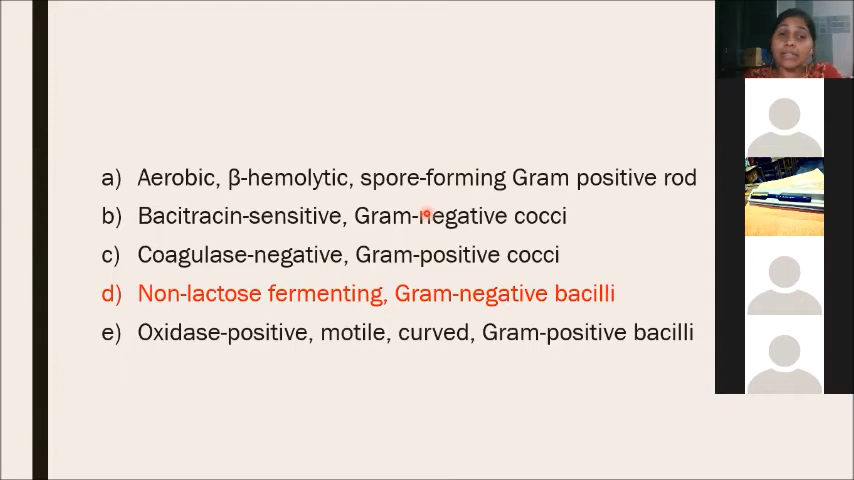 a) Aerobic, β-hemolytic, spore-forming Gram positive rod
b) Bacitracin-sensitive, Gram-negative cocci
c) Coagulase-negative, Gram-positive cocci
d) Non-lactose fermenting, Gram-negative bacilli
e) Oxidase-positive, motile, curved, Gram-positive bacilli